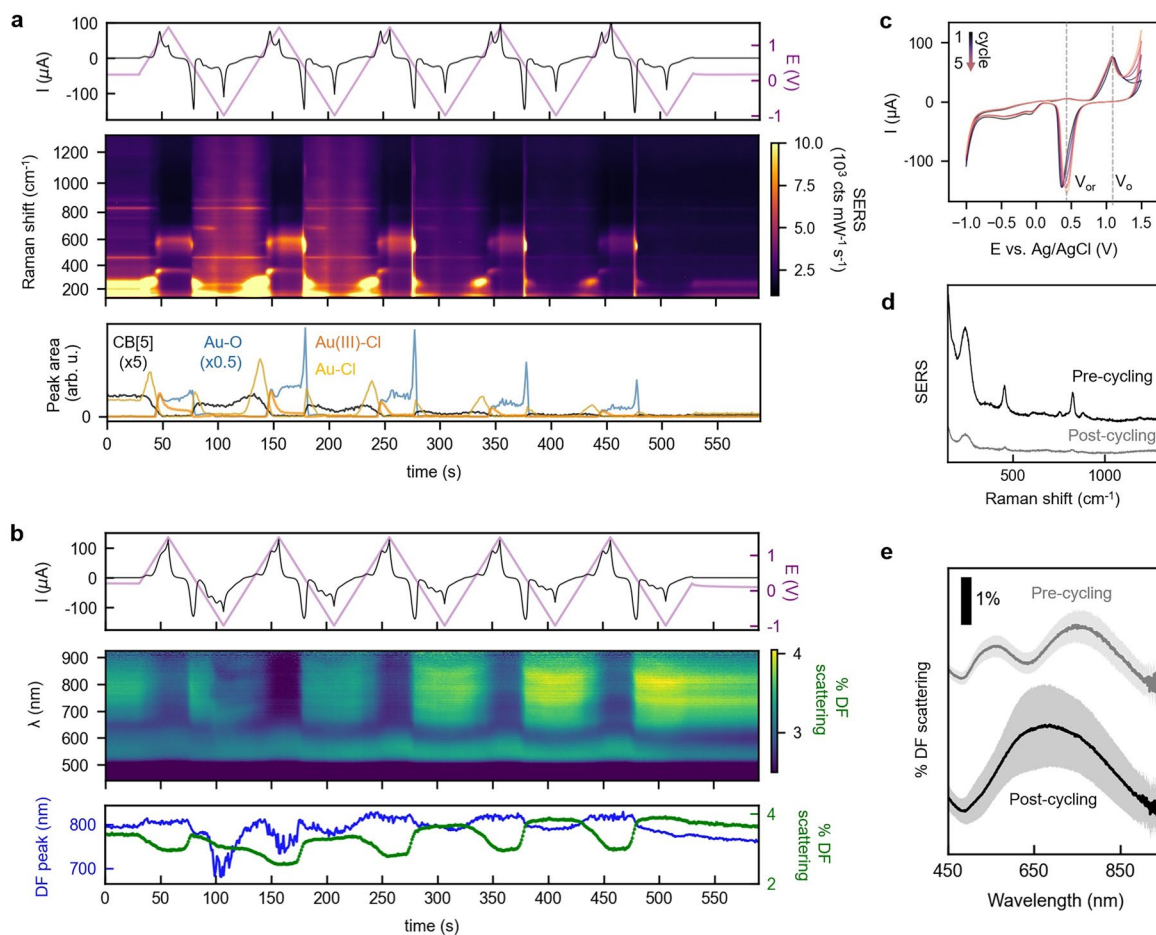 a
100
0
-100
I (μA)
1
0
-1
E (V)
1200
1000
800
600
400
200
Raman shift (cm⁻¹)
10.0
7.5
5.0
2.5
SERS
(10³ cts mW⁻¹ s⁻¹)
CB[5]
(x5)
Au-O
(x0.5)
Au(III)-Cl
Au-Cl
Peak area
(arb. u.)
0
0 50 100 150 200 250 300 350 400 450 500 550
time (s)
b
100
0
-100
I (μA)
1
0
-1
E (V)
900
800
700
600
500
λ (nm)
4
3
% DF
scattering
800
700
DF peak (nm)
4
2
% DF
scattering
0 50 100 150 200 250 300 350 400 450 500 550
time (s)
c
1
5
cycle
100
0
-100
I (μA)
Vor
Vo
-1.0 -0.5 0.0 0.5 1.0 1.5
E vs. Ag/AgCl (V)
d
SERS
Pre-cycling
Post-cycling
500 1000
Raman shift (cm⁻¹)
e
1%
Pre-cycling
Post-cycling
% DF scattering
450 650 850
Wavelength (nm)